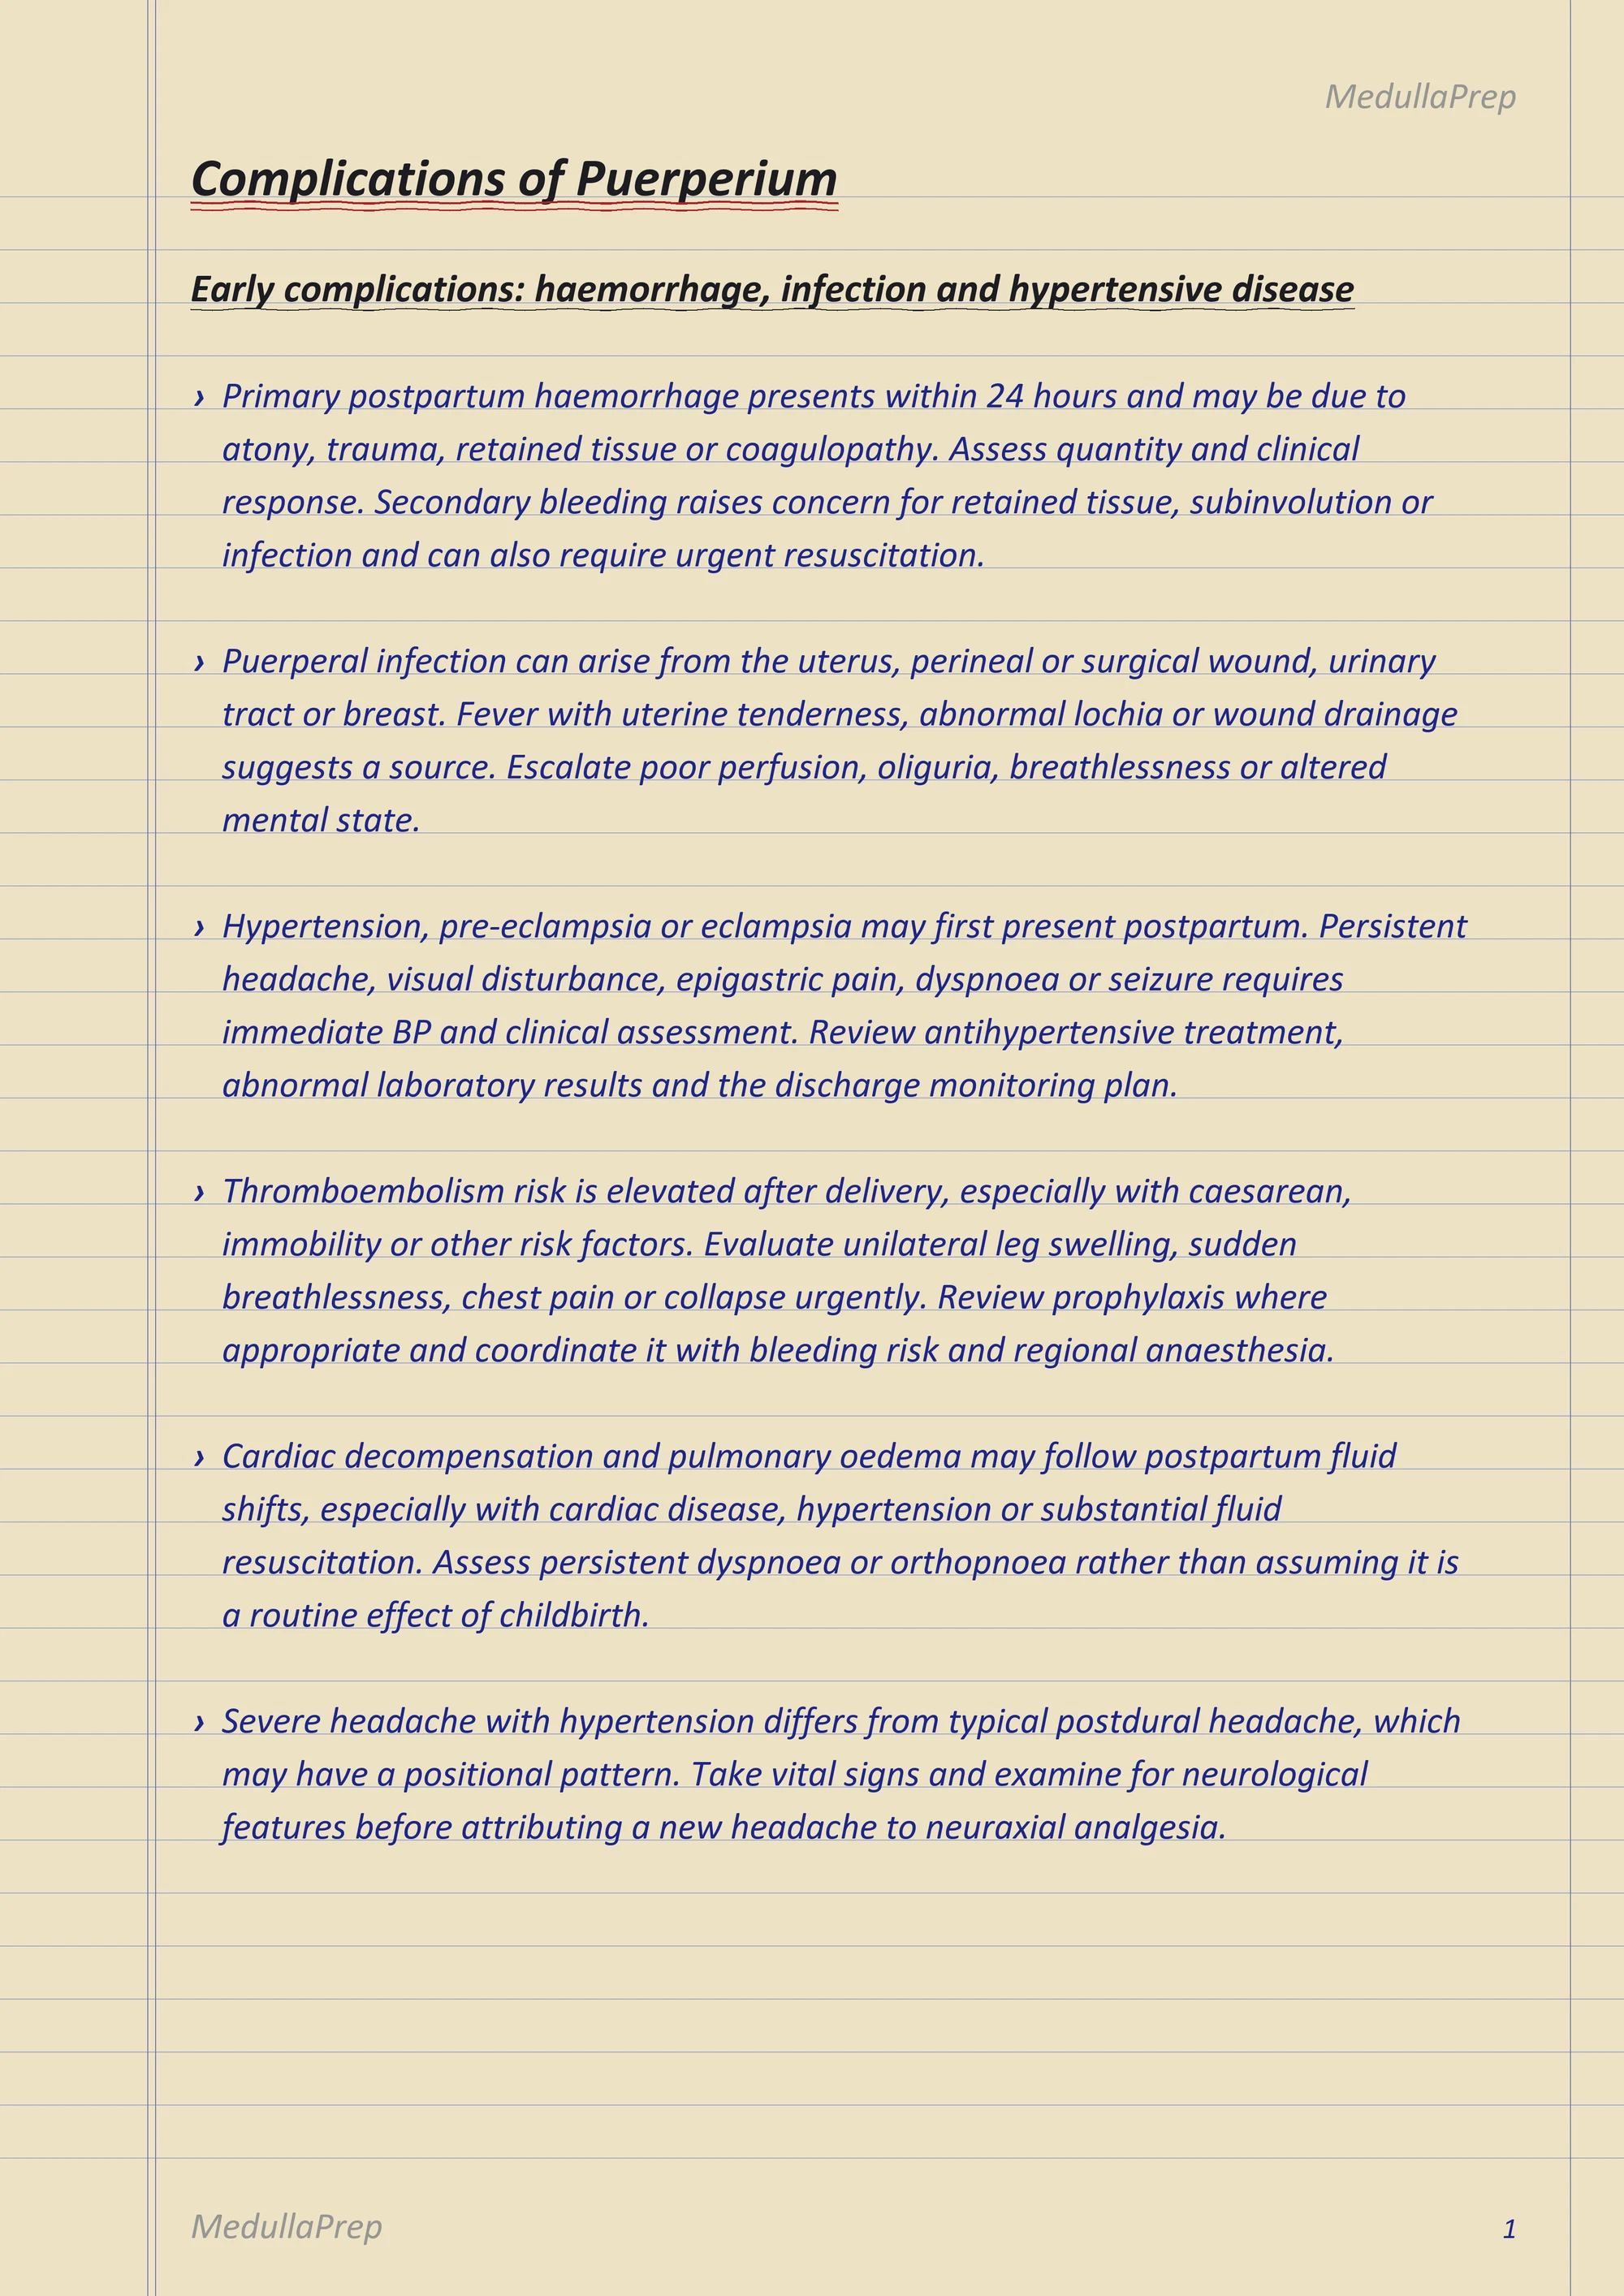 MedullaPrep
Complications of Puerperium
Early complications: haemorrhage, infection and hypertensive disease
› Primary postpartum haemorrhage presents within 24 hours and may be due to
atony, trauma, retained tissue or coagulopathy. Assess quantity and clinical
response. Secondary bleeding raises concern for retained tissue, subinvolution or
infection and can also require urgent resuscitation.
› Puerperal infection can arise from the uterus, perineal or surgical wound, urinary
tract or breast. Fever with uterine tenderness, abnormal lochia or wound drainage
suggests a source. Escalate poor perfusion, oliguria, breathlessness or altered
mental state.
› Hypertension, pre-eclampsia or eclampsia may first present postpartum. Persistent
headache, visual disturbance, epigastric pain, dyspnoea or seizure requires
immediate BP and clinical assessment. Review antihypertensive treatment,
abnormal laboratory results and the discharge monitoring plan.
› Thromboembolism risk is elevated after delivery, especially with caesarean,
immobility or other risk factors. Evaluate unilateral leg swelling, sudden
breathlessness, chest pain or collapse urgently. Review prophylaxis where
appropriate and coordinate it with bleeding risk and regional anaesthesia.
› Cardiac decompensation and pulmonary oedema may follow postpartum fluid
shifts, especially with cardiac disease, hypertension or substantial fluid
resuscitation. Assess persistent dyspnoea or orthopnoea rather than assuming it is
a routine effect of childbirth.
› Severe headache with hypertension differs from typical postdural headache, which
may have a positional pattern. Take vital signs and examine for neurological
features before attributing a new headache to neuraxial analgesia.
MedullaPrep
1